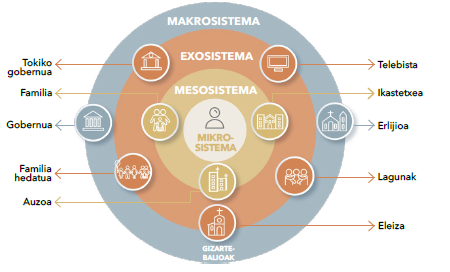 MAKROSISTEMA
EXOSISTEMA
MESOSISTEMA
MIKRO-
SISTEMA
GIZARTE-
BALIOAK
Tokiko
gobernua
Familia
Gobernua
Familia
hedatua
Auzoa
Telebista
Ikastetxea
Erlijioa
Lagunak
Eleiza